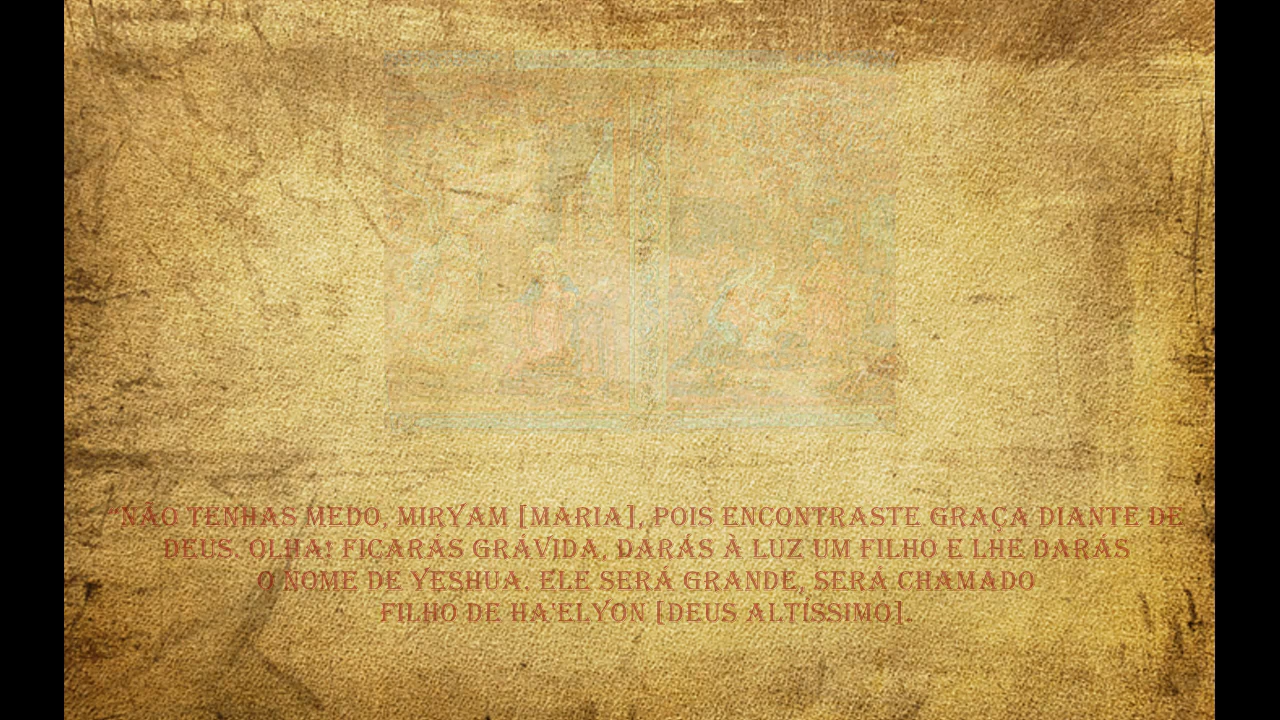 "NÃO TENHAS MEDO, MIRYAM [MARIA], POIS ENCONTRASTE GRAÇA DIANTE DE
DEUS. OLHA! FICARÁS GRÁVIDA, DARÁS À LUZ UM FILHO E LHE DARÁS
O NOME DE YESHUA. ELE SERÁ GRANDE, SERA CHAMADO
FILHO DE HA'ELYON [DEUS ALTÍSSIMO].